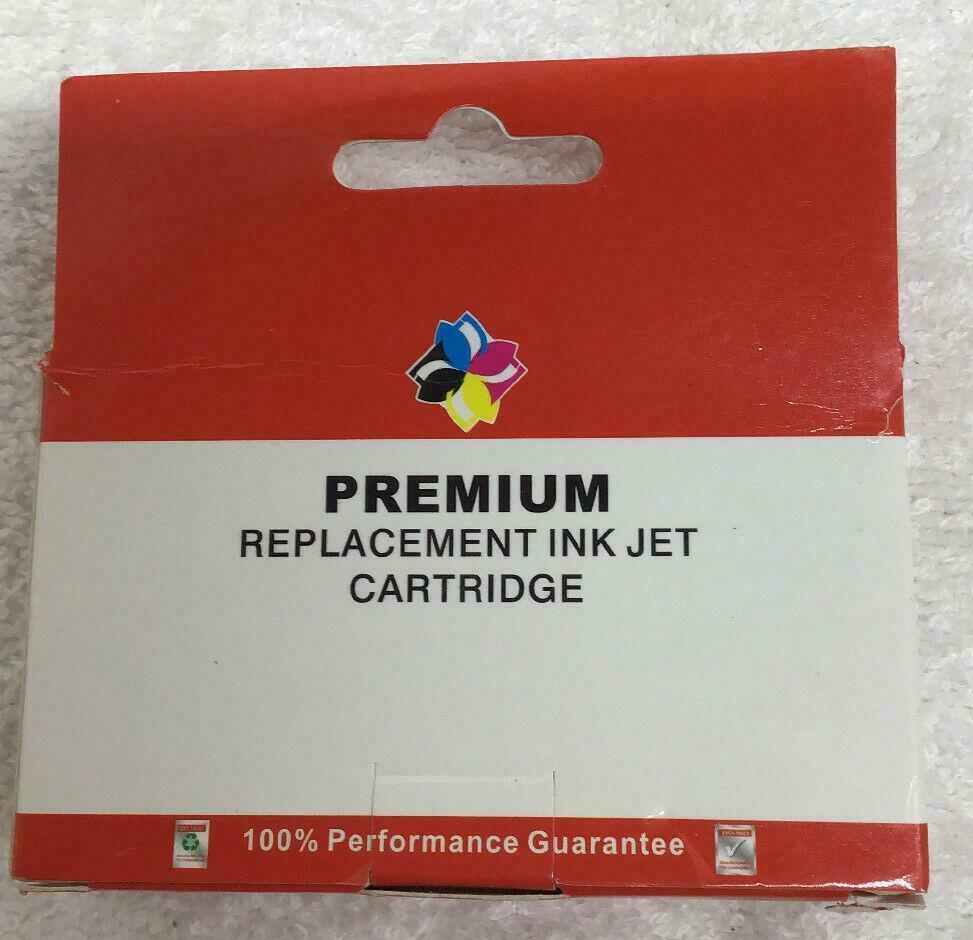 PREMIUM
REPLACEMENT INK JET
CARTRIDGE
100% Performance Guarantee